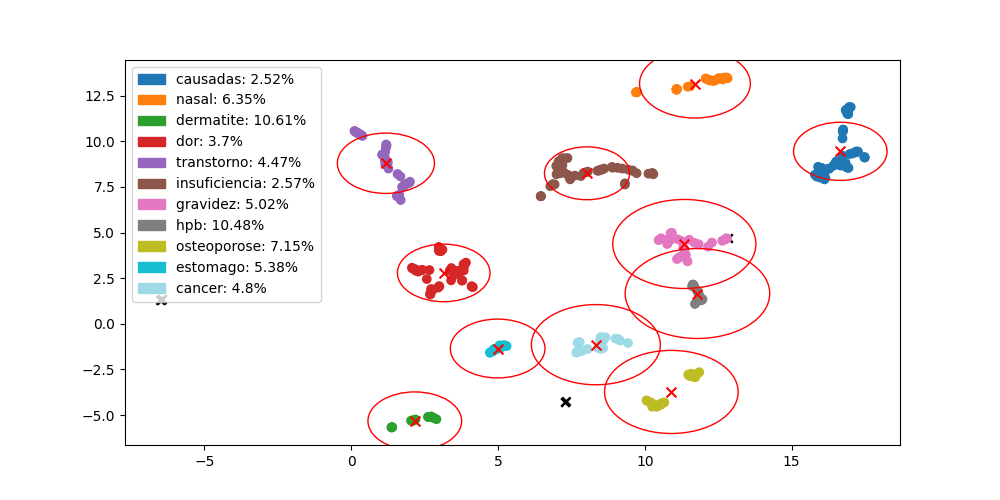 causadas: 2.52%
nasal: 6.35%
dermatite: 10.61%
dor: 3.7%
transtorno: 4.47%
insuficiencia: 2.57%
gravidez: 5.02%
hpb: 10.48%
osteoporose: 7.15%
estomago: 5.38%
cancer: 4.8%
12.5
10.0
7.5
5.0
2.5
0.0
−2.5
−5.0
−5
0
5
10
15